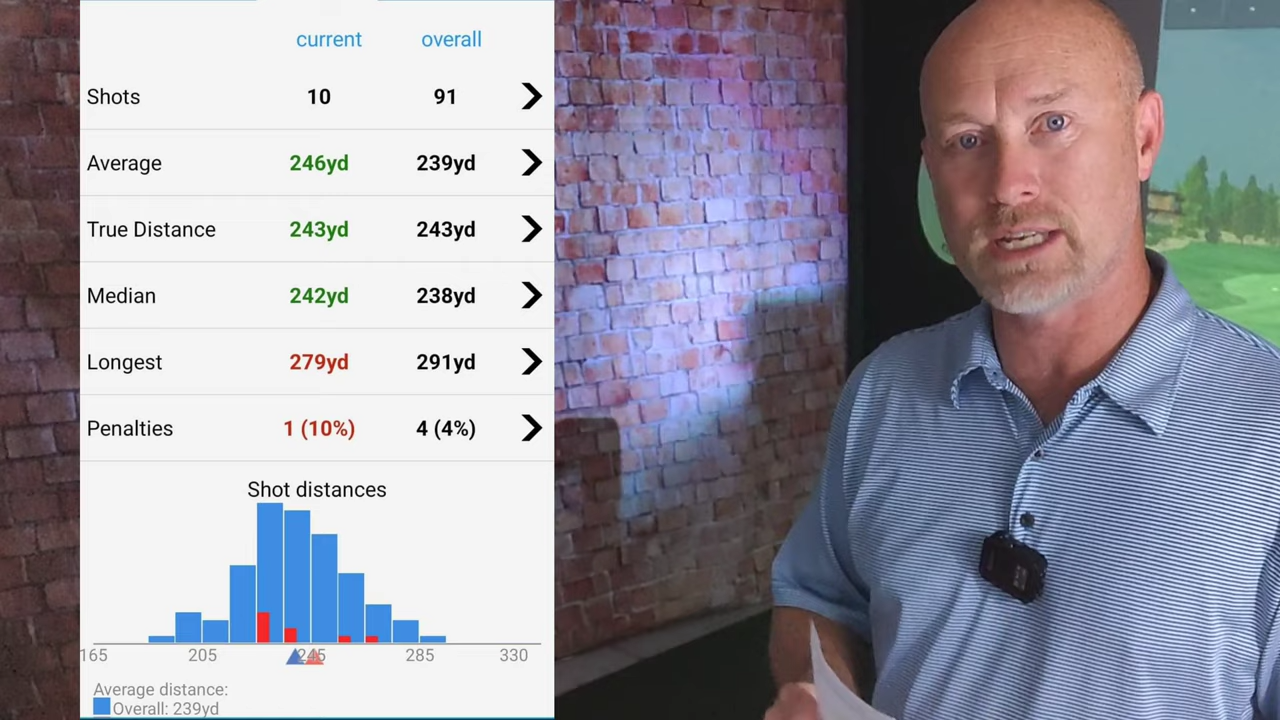 current overall
Shots 10 91
Average 246yd 239yd
True Distance 243yd 243yd
Median 242yd 238yd
Longest 279yd 291yd
Penalties 1 (10%) 4 (4%)
Shot distances
165 205 245 285 330
Average distance:
Overall: 239yd